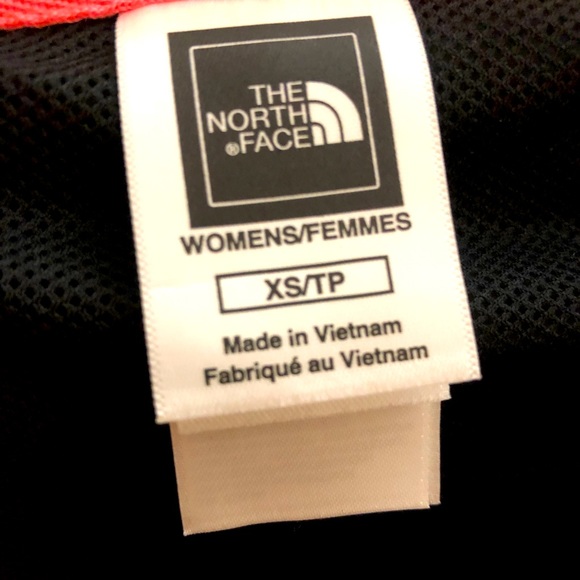 THE
NORTH
®FACE
WOMENS/FEMMES
XS/TP
Made in Vietnam
Fabriqué au Vietnam